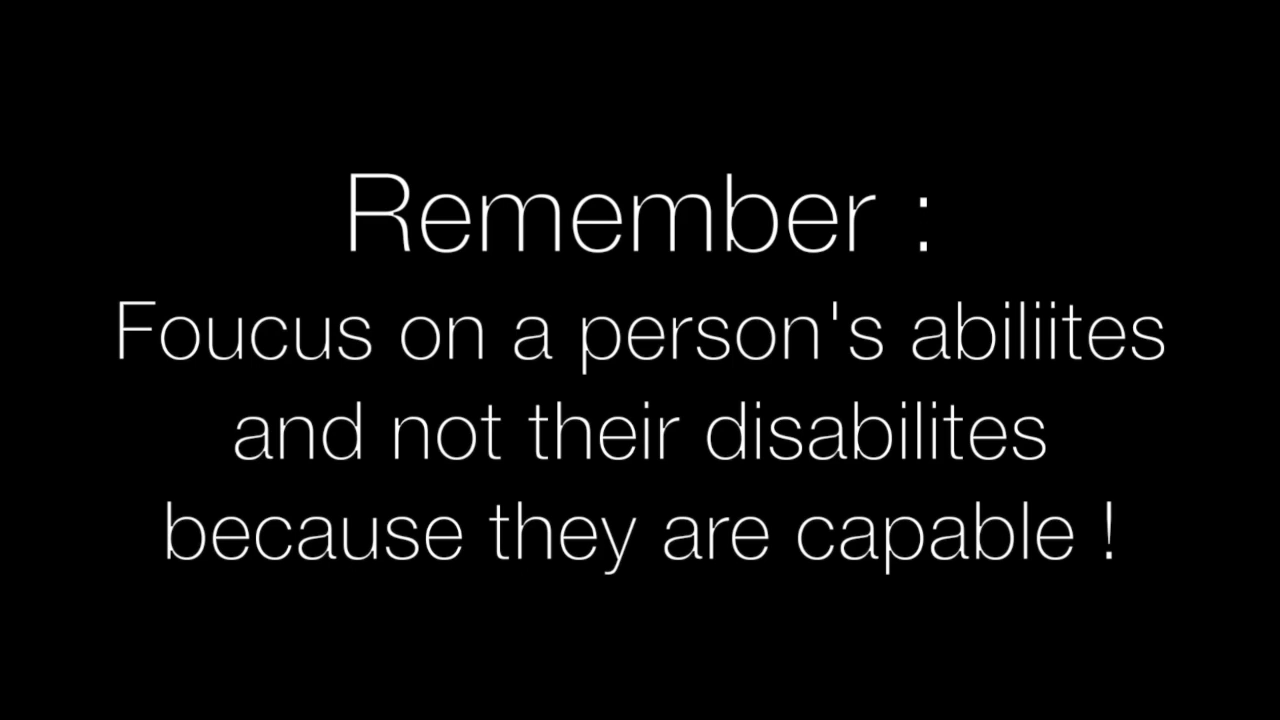 Remember :
Foucus on a person's abiliites
and not their disabilites
because they are capable !